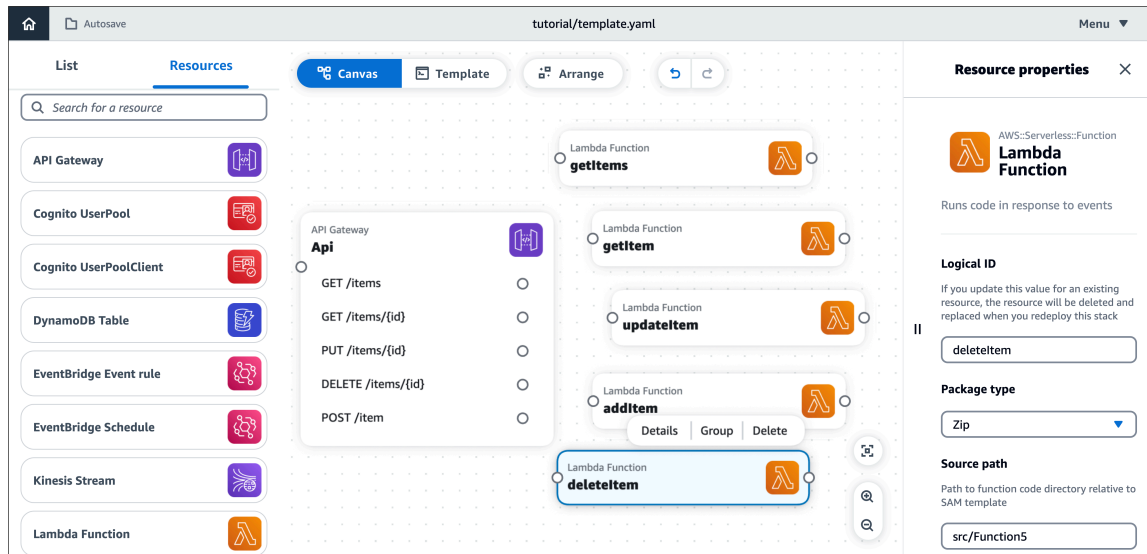 Autosave
tutorial/template.yaml
Menu
List
Resources
Search for a resource
API Gateway
Cognito UserPool
Cognito UserPoolClient
DynamoDB Table
EventBridge Event rule
EventBridge Schedule
Kinesis Stream
Lambda Function
Canvas
Template
Arrange
Lambda Function
getItems
API Gateway
Api
GET /items
GET /items/{id}
PUT /items/{id}
DELETE /items/{id}
POST /item
Lambda Function
getItem
Lambda Function
updateItem
Lambda Function
addItem
Details Group Delete
Lambda Function
deleteItem
Resource properties
AWS::Serverless::Function
Lambda
Function
Runs code in response to events
Logical ID
If you update this value for an existing
resource, the resource will be deleted and
replaced when you redeploy this stack
deleteItem
Package type
Zip
Source path
Path to function code directory relative to
SAM template
src/Function5